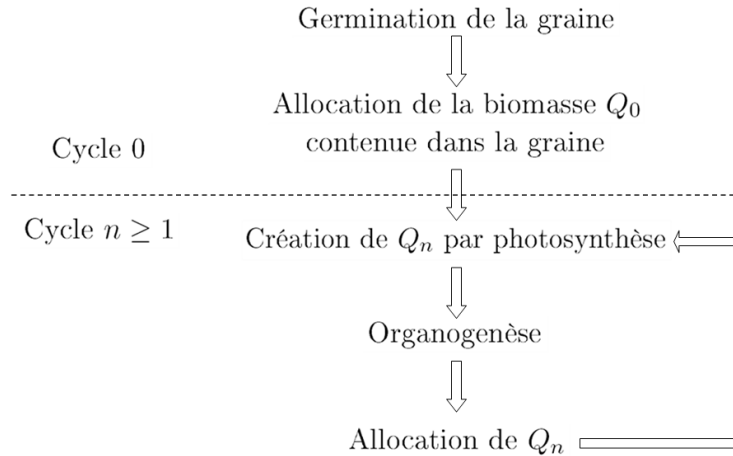 Germination de la graine
Allocation de la biomasse Q₀
contenue dans la graine
Cycle 0
Cycle n ≥ 1
Création de Qₙ par photosynthèse
Organogenèse
Allocation de Qₙ